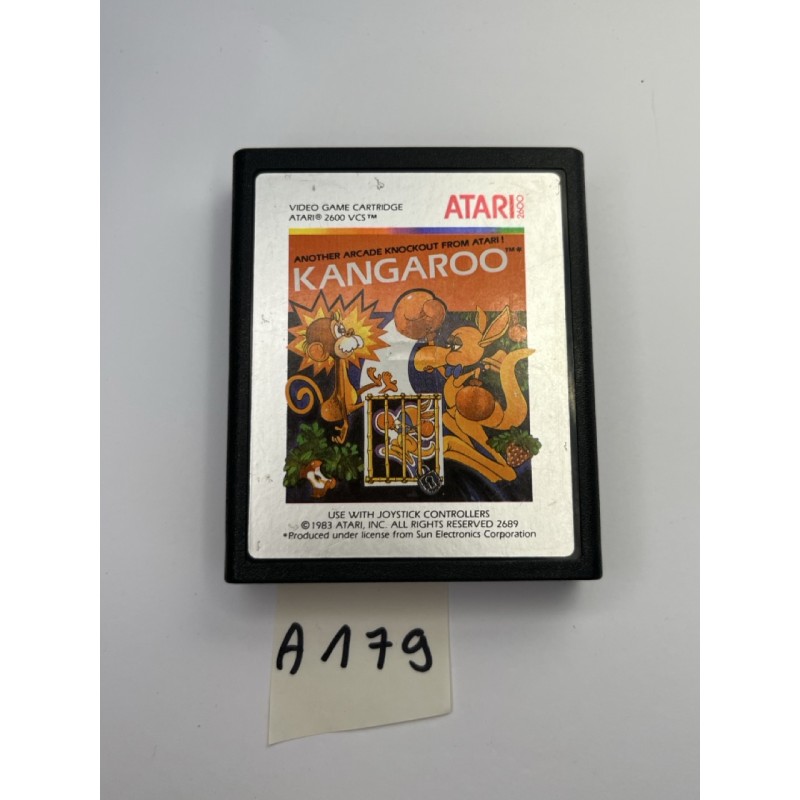 VIDEO GAME CARTRIDGE
ATARI® 2600 VCS™
ATARI 2600
ANOTHER ARCADE KNOCKOUT FROM ATARI!
KANGAROO™*
USE WITH JOYSTICK CONTROLLERS
©1983 ATARI, INC. ALL RIGHTS RESERVED 2689
*Produced under license from Sun Electronics Corporation
A179